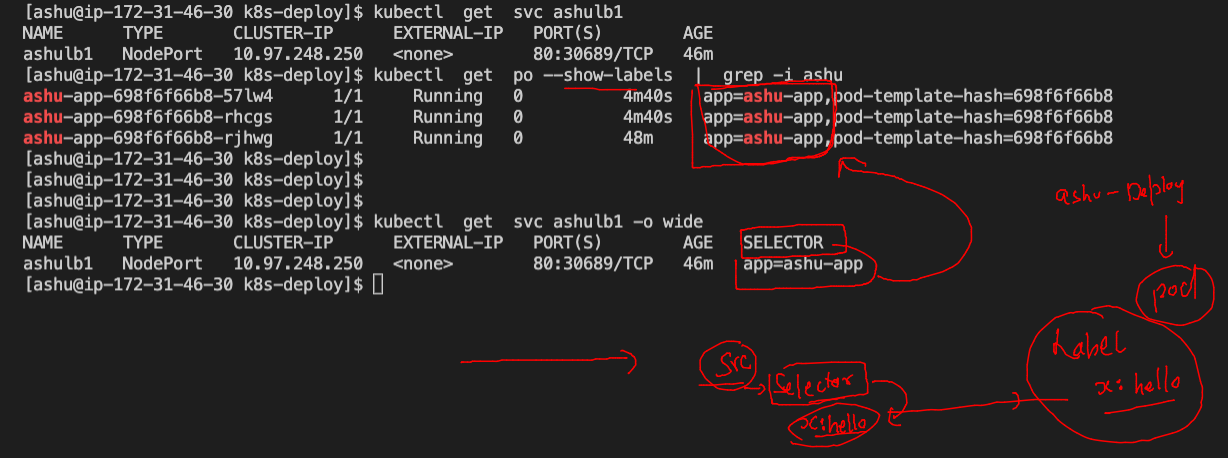 [ashu@ip-172-31-46-30 k8s-deploy]$ kubectl  get  svc ashulb1
NAME      TYPE       CLUSTER-IP      EXTERNAL-IP   PORT(S)        AGE
ashulb1   NodePort   10.97.248.250   <none>        80:30689/TCP   46m
[ashu@ip-172-31-46-30 k8s-deploy]$ kubectl  get  po --show-labels  |  grep -i ashu
ashu-app-698f6f66b8-57lw4      1/1     Running   0          4m40s   app=ashu-app,pod-template-hash=698f6f66b8
ashu-app-698f6f66b8-rhcgs      1/1     Running   0          4m40s   app=ashu-app,pod-template-hash=698f6f66b8
ashu-app-698f6f66b8-rjhwg      1/1     Running   0          48m     app=ashu-app,pod-template-hash=698f6f66b8
[ashu@ip-172-31-46-30 k8s-deploy]$
[ashu@ip-172-31-46-30 k8s-deploy]$
[ashu@ip-172-31-46-30 k8s-deploy]$
[ashu@ip-172-31-46-30 k8s-deploy]$ kubectl  get  svc ashulb1 -o wide
NAME      TYPE       CLUSTER-IP      EXTERNAL-IP   PORT(S)        AGE   SELECTOR
ashulb1   NodePort   10.97.248.250   <none>        80:30689/TCP   46m   app=ashu-app
[ashu@ip-172-31-46-30 k8s-deploy]$
ashu-Deploy
pod
Label
x:hello
Src
Selector
x:hello